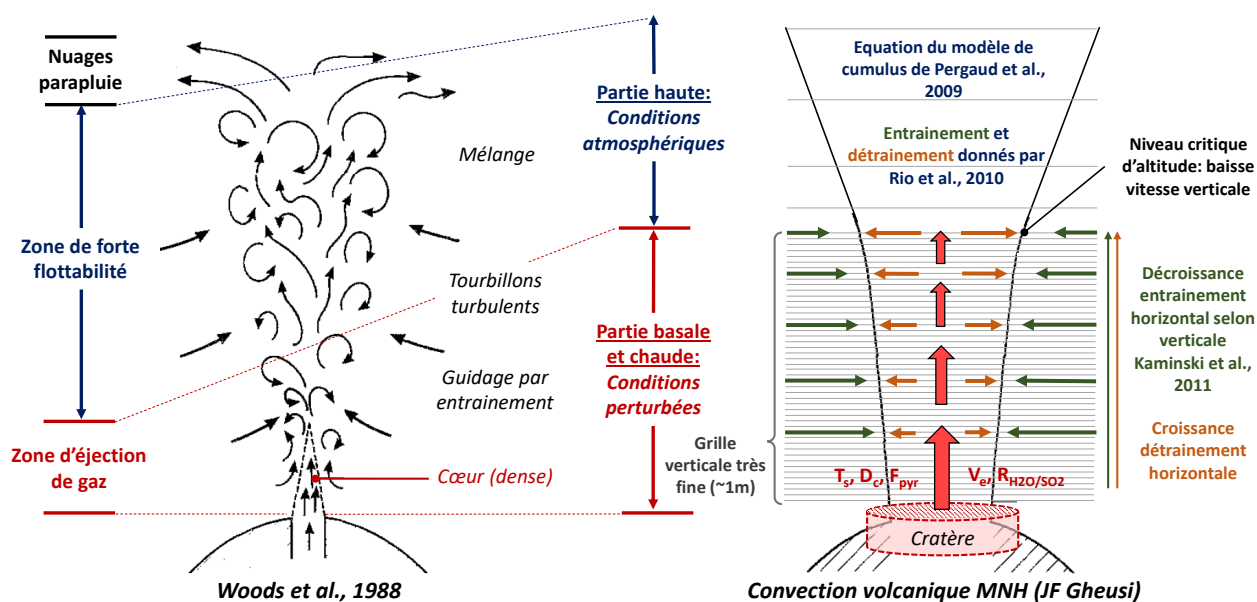 Nuages
parapluie
Zone de forte
flottabilité
Zone d'éjection
de gaz
Mélange
Tourbillons
turbulents
Guidage par
entrainement
Cœur (dense)
Woods et al., 1988
Partie haute:
Conditions
atmosphériques
Partie basale
et chaude:
Conditions
perturbées
Equation du modèle de
cumulus de Pergaud et al.,
2009
Entrainement et
détrainement donnés par
Rio et al., 2010
Niveau critique
d'altitude: baisse
vitesse verticale
Décroissance
entrainement
horizontal selon
verticale
Kaminski et al.,
2011
Croissance
détrainement
horizontale
Grille
verticale très
fine (~1m)
Ts, Dc, Fpyr
Ve, RH2O/SO2
Cratère
Convection volcanique MNH (JF Gheusi)